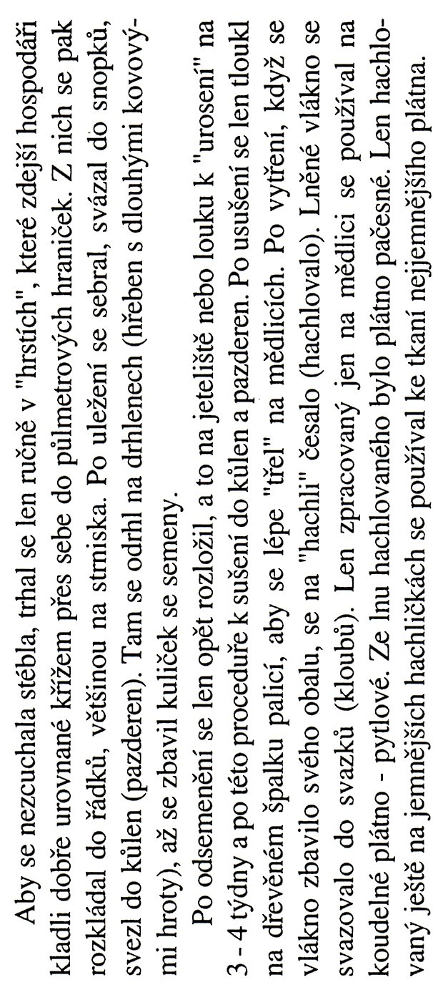 Aby se nezcuchala stébla, trhal se len ručně v "hrstích", které zdejší hospodáři
kladli dobře urovnané křížem přes sebe do půlmetrových hraniček. Z nich se pak
rozkládal do řádků, většinou na strniska. Po uležení se sebral, svázal do snopků,
svezl do kůlen (pazderen). Tam se odrhl na drhlenech (hřeben s dlouhými kovový-
mi hroty), až se zbavil kuliček se semeny.
Po odsemenění se len opět rozložil, a to na jeteliště nebo louku k "urosení" na
3 - 4 týdny a po této proceduře k sušení do kůlen a pazderen. Po usušení se len tloukl
na dřevěném špalku palicí, aby se lépe "třel" na mědlicích. Po vytření, když se
vlákno zbavilo svého obalu, se na "hachli" česalo (hachlovalo). Lněné vlákno se
svazovalo do svazků (kloubů). Len zpracovaný jen na mědlici se používal na
koudelné plátno - pytlové. Ze lnu hachlovaného bylo plátno pačesné. Len hachlo-
vaný ještě na jemnějších hachličkách se používal ke tkaní nejjemnějšího plátna.